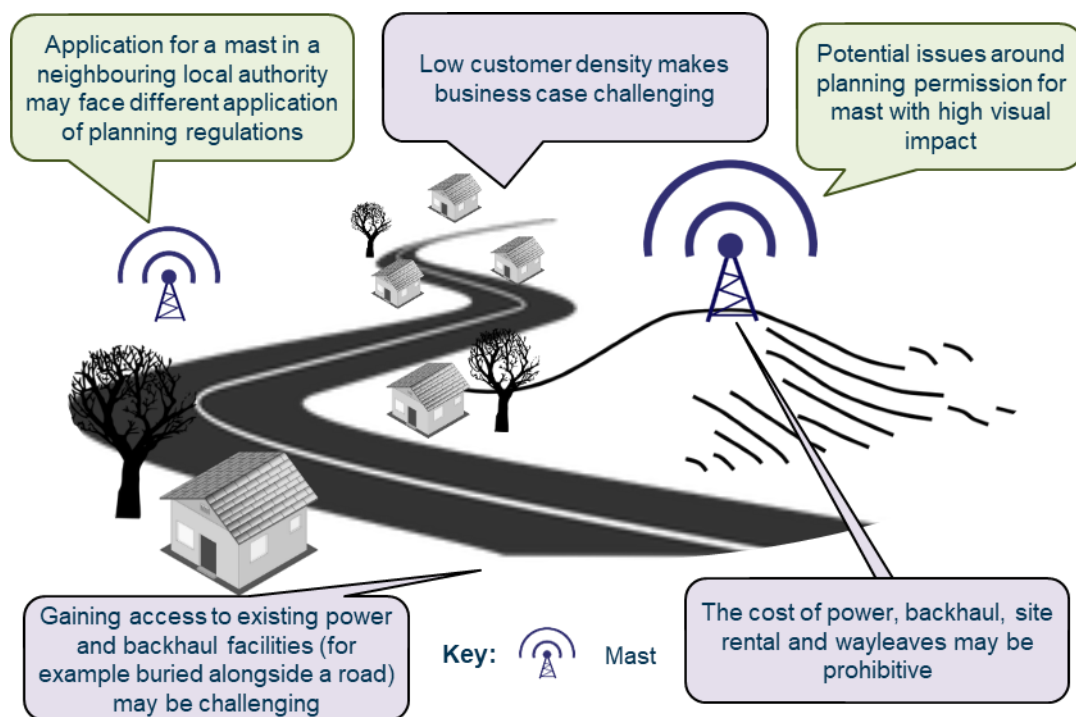 Application for a mast in a
neighbouring local authority
may face different application
of planning regulations
Low customer density makes
business case challenging
Potential issues around
planning permission for
mast with high visual
impact
Gaining access to existing power
and backhaul facilities (for
example buried alongside a road)
may be challenging
Key:
Mast
The cost of power, backhaul, site
rental and wayleaves may be
prohibitive